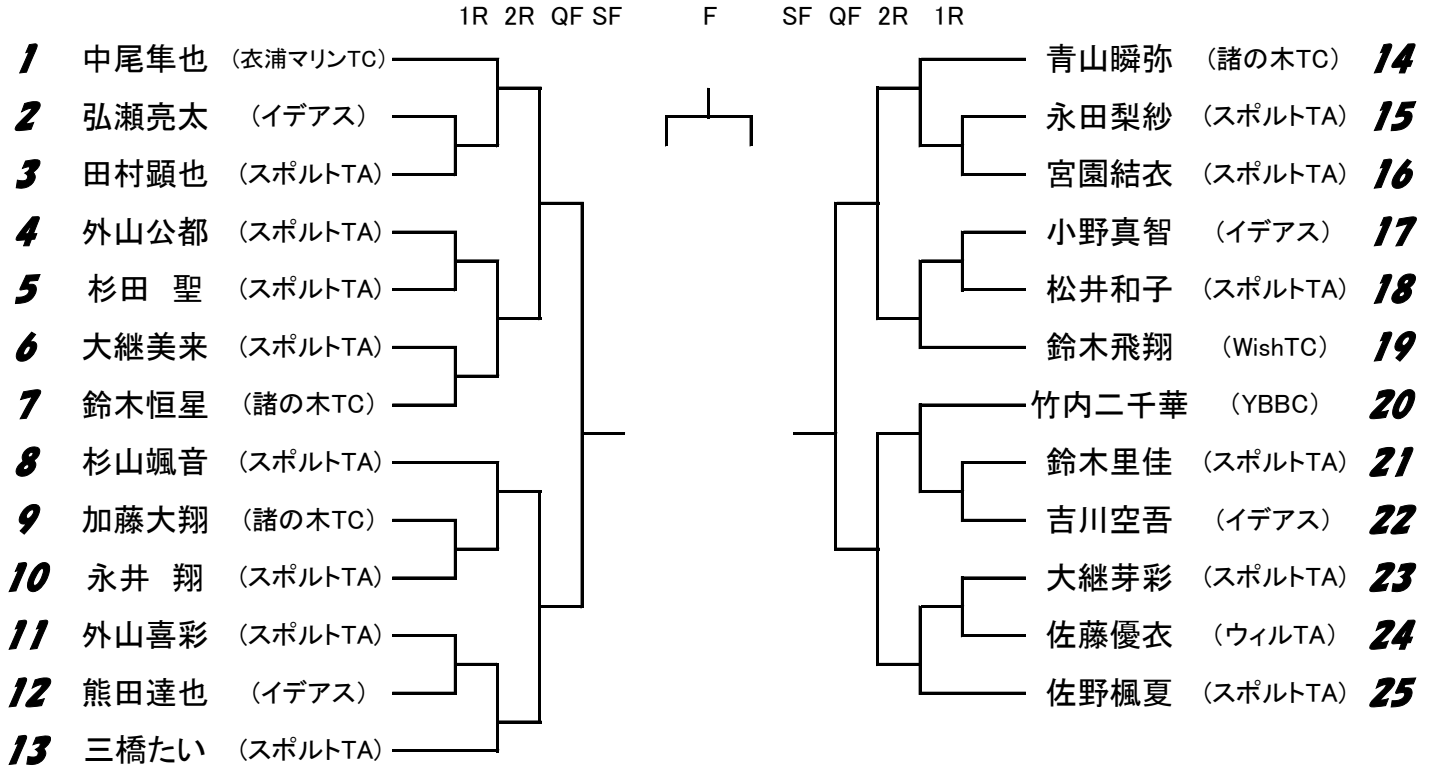 1R 2R QF SF F SF QF 2R 1R
1 中尾隼也 (衣浦マリンTC) 青山瞬弥 (諸の木TC) 14
2 弘瀬亮太 (イデアス) 永田梨紗 (スポルトTA) 15
3 田村顕也 (スポルトTA) 宮園結衣 (スポルトTA) 16
4 外山公都 (スポルトTA) 小野真智 (イデアス) 17
5 杉田　聖 (スポルトTA) 松井和子 (スポルトTA) 18
6 大継美来 (スポルトTA) 鈴木飛翔 (WishTC) 19
7 鈴木恒星 (諸の木TC) 竹内二千華 (YBBC) 20
8 杉山颯音 (スポルトTA) 鈴木里佳 (スポルトTA) 21
9 加藤大翔 (諸の木TC) 吉川空吾 (イデアス) 22
10 永井　翔 (スポルトTA) 大継芽彩 (スポルトTA) 23
11 外山喜彩 (スポルトTA) 佐藤優衣 (ウィルTA) 24
12 熊田達也 (イデアス) 佐野楓夏 (スポルトTA) 25
13 三橋たい (スポルトTA)